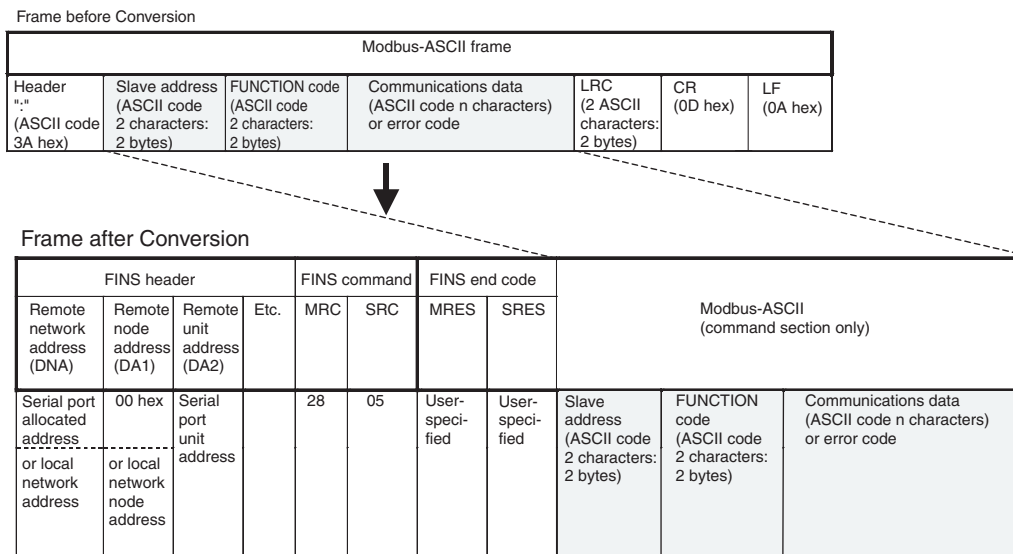 Frame before Conversion
Modbus-ASCII frame
Header
":"
(ASCII code
3A hex)
Slave address
(ASCII code
2 characters:
2 bytes)
FUNCTION code
(ASCII code
2 characters:
2 bytes)
Communications data
(ASCII code n characters)
or error code
LRC
(2 ASCII
characters:
2 bytes)
CR
(0D hex)
LF
(0A hex)
Frame after Conversion
FINS header
FINS command
FINS end code
Modbus-ASCII
(command section only)
Remote
network
address
(DNA)
Remote
node
address
(DA1)
Remote
unit
address
(DA2)
Etc.
MRC
SRC
MRES
SRES
Serial port
allocated
address
or local
network
address
00 hex
or local
network
node
address
Serial
port
unit
address
28
05
User-
speci-
fied
User-
speci-
fied
Slave
address
(ASCII code
2 characters:
2 bytes)
FUNCTION
code
(ASCII code
2 characters:
2 bytes)
Communications data
(ASCII code n characters)
or error code